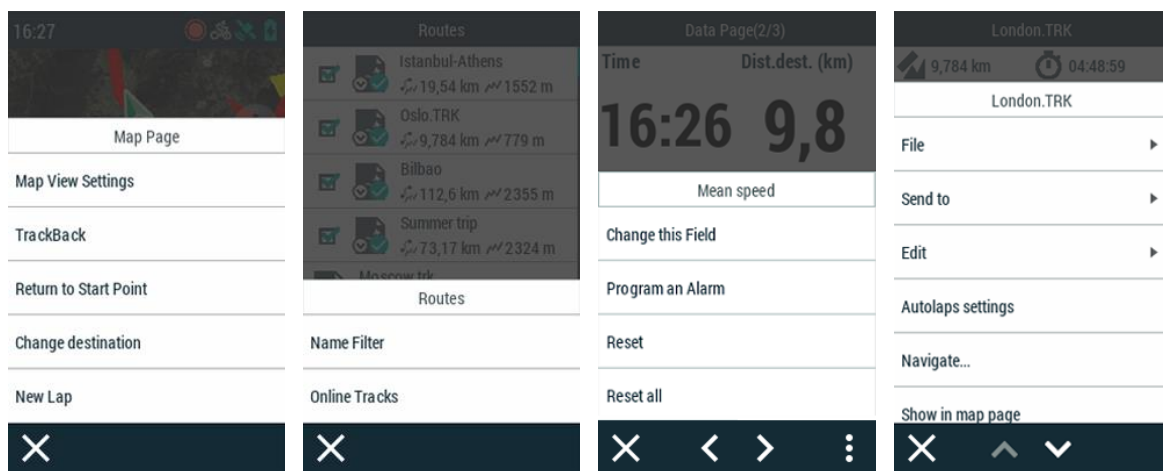 16:27
Map Page
Map View Settings
TrackBack
Return to Start Point
Change destination
New Lap
Routes
Istanbul-Athens
19,54 km 1552 m
Oslo.TRK
9,784 km 779 m
Bilbao
112,6 km 2355 m
Summer trip
73,17 km 2324 m
Moscow trk
Routes
Name Filter
Online Tracks
Data Page(2/3)
Time Dist.dest. (km)
16:26 9,8
Mean speed
Change this Field
Program an Alarm
Reset
Reset all
London.TRK
9,784 km 04:48:59
London.TRK
File
Send to
Edit
Autolaps settings
Navigate...
Show in map page